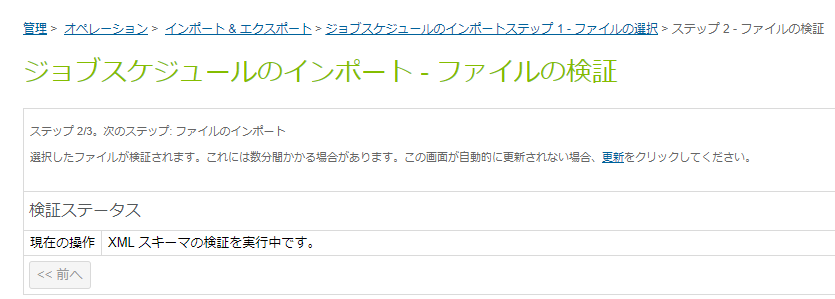 管理 > オペレーション > インポート & エクスポート > ジョブスケジュールのインポートステップ 1 - ファイルの選択 > ステップ 2 - ファイルの検証
ジョブスケジュールのインポート - ファイルの検証
ステップ 2/3。次のステップ: ファイルのインポート
選択したファイルが検証されます。これには数分間かかる場合があります。この画面が自動的に更新されない場合、更新をクリックしてください。
検証ステータス
現在の操作 XML スキーマの検証を実行中です。
<< 前へ